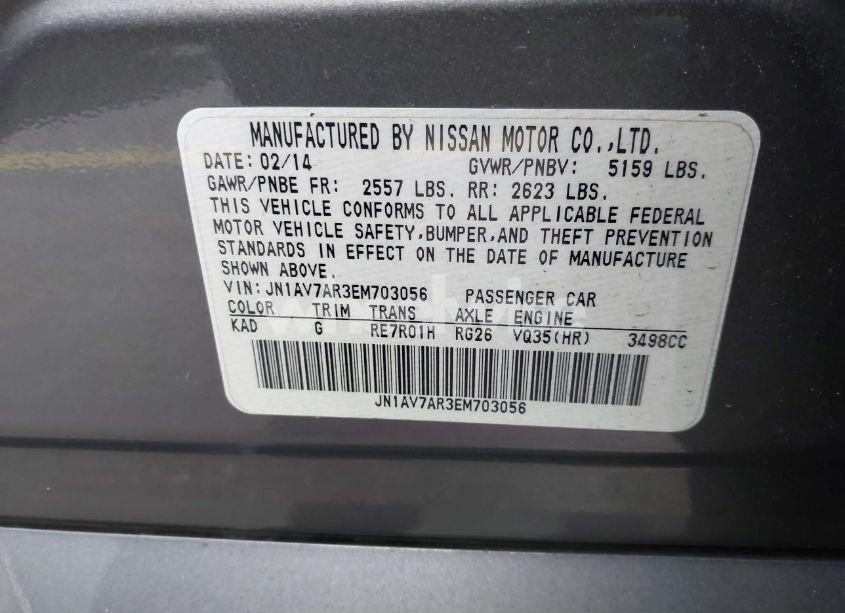 MANUFACTURED BY NISSAN MOTOR CO.,LTD.
DATE: 02/14 GVWR/PNBV: 5159 LBS.
GAWR/PNBE FR: 2557 LBS. RR: 2623 LBS.
THIS VEHICLE CONFORMS TO ALL APPLICABLE FEDERAL
MOTOR VEHICLE SAFETY,BUMPER,AND THEFT PREVENTION
STANDARDS IN EFFECT ON THE DATE OF MANUFACTURE
SHOWN ABOVE.
VIN: JN1AV7AR3EM703056 PASSENGER CAR
COLOR TRIM TRANS AXLE ENGINE
KAD G RE7R01H RG26 VQ35(HR) 3498CC
JN1AV7AR3EM703056